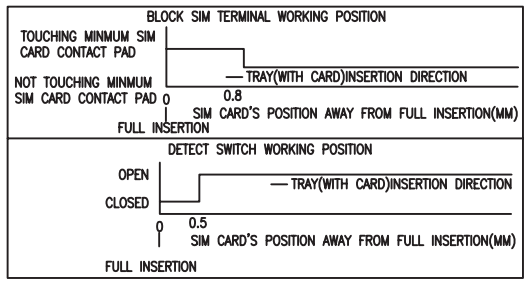 BLOCK SIM TERMINAL WORKING POSITION
TOUCHING MINMUM SIM
CARD CONTACT PAD
— TRAY(WITH CARD)INSERTION DIRECTION
NOT TOUCHING MINMUM
SIM CARD CONTACT PAD
0
0.8
SIM CARD'S POSITION AWAY FROM FULL INSERTION(MM)
FULL INSERTION
DETECT SWITCH WORKING POSITION
OPEN
— TRAY(WITH CARD)INSERTION DIRECTION
CLOSED
0
0.5
SIM CARD'S POSITION AWAY FROM FULL INSERTION(MM)
FULL INSERTION